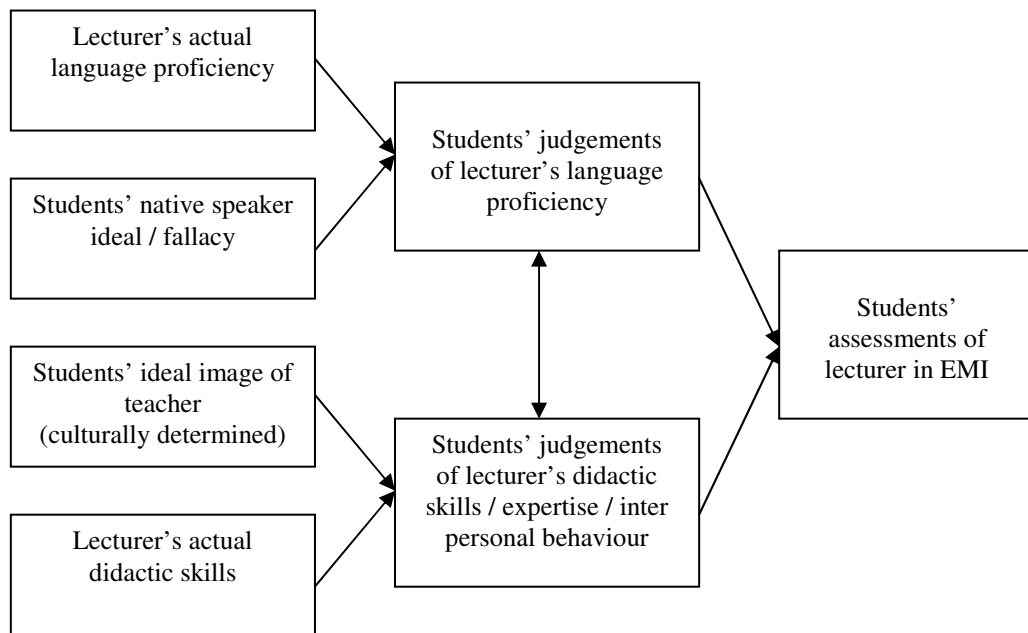 Lecturer's actual
language proficiency
Students' native speaker
ideal / fallacy
Students' ideal image of
teacher
(culturally determined)
Lecturer's actual
didactic skills
Students' judgements
of lecturer's language
proficiency
Students' judgements
of lecturer's didactic
skills / expertise / inter
personal behaviour
Students'
assessments of
lecturer in EMI